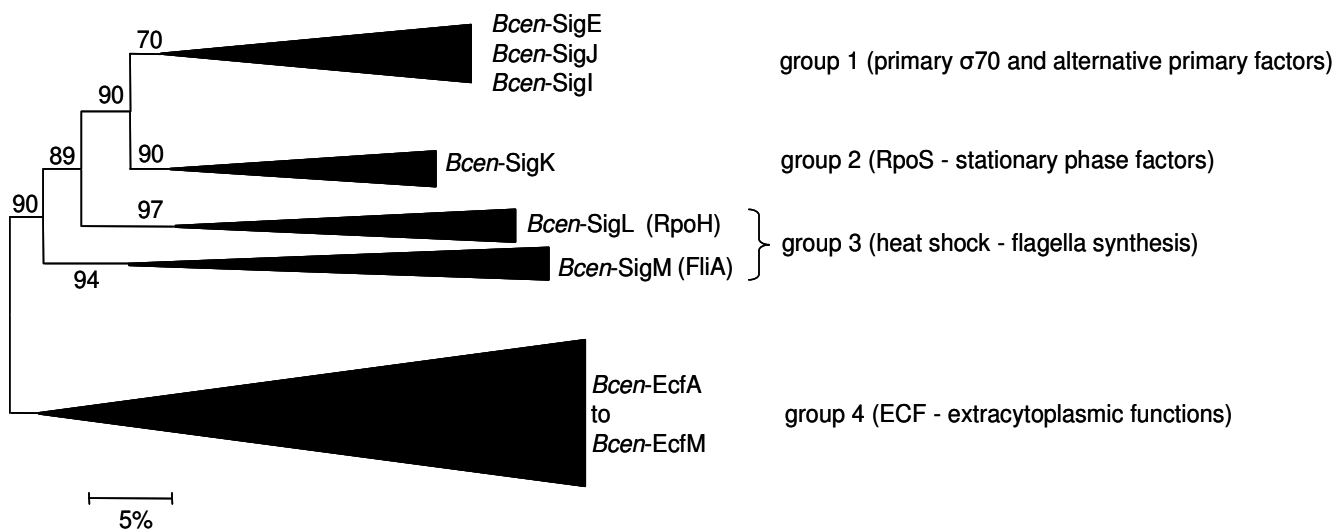 70
Bcen-SigE
Bcen-SigJ
Bcen-SigI
group 1 (primary σ70 and alternative primary factors)
90
89
90
Bcen-SigK
group 2 (RpoS - stationary phase factors)
90
97
Bcen-SigL (RpoH)
group 3 (heat shock - flagella synthesis)
94
Bcen-SigM (FliA)
Bcen-EcfA
to
Bcen-EcfM
group 4 (ECF - extracytoplasmic functions)
5%